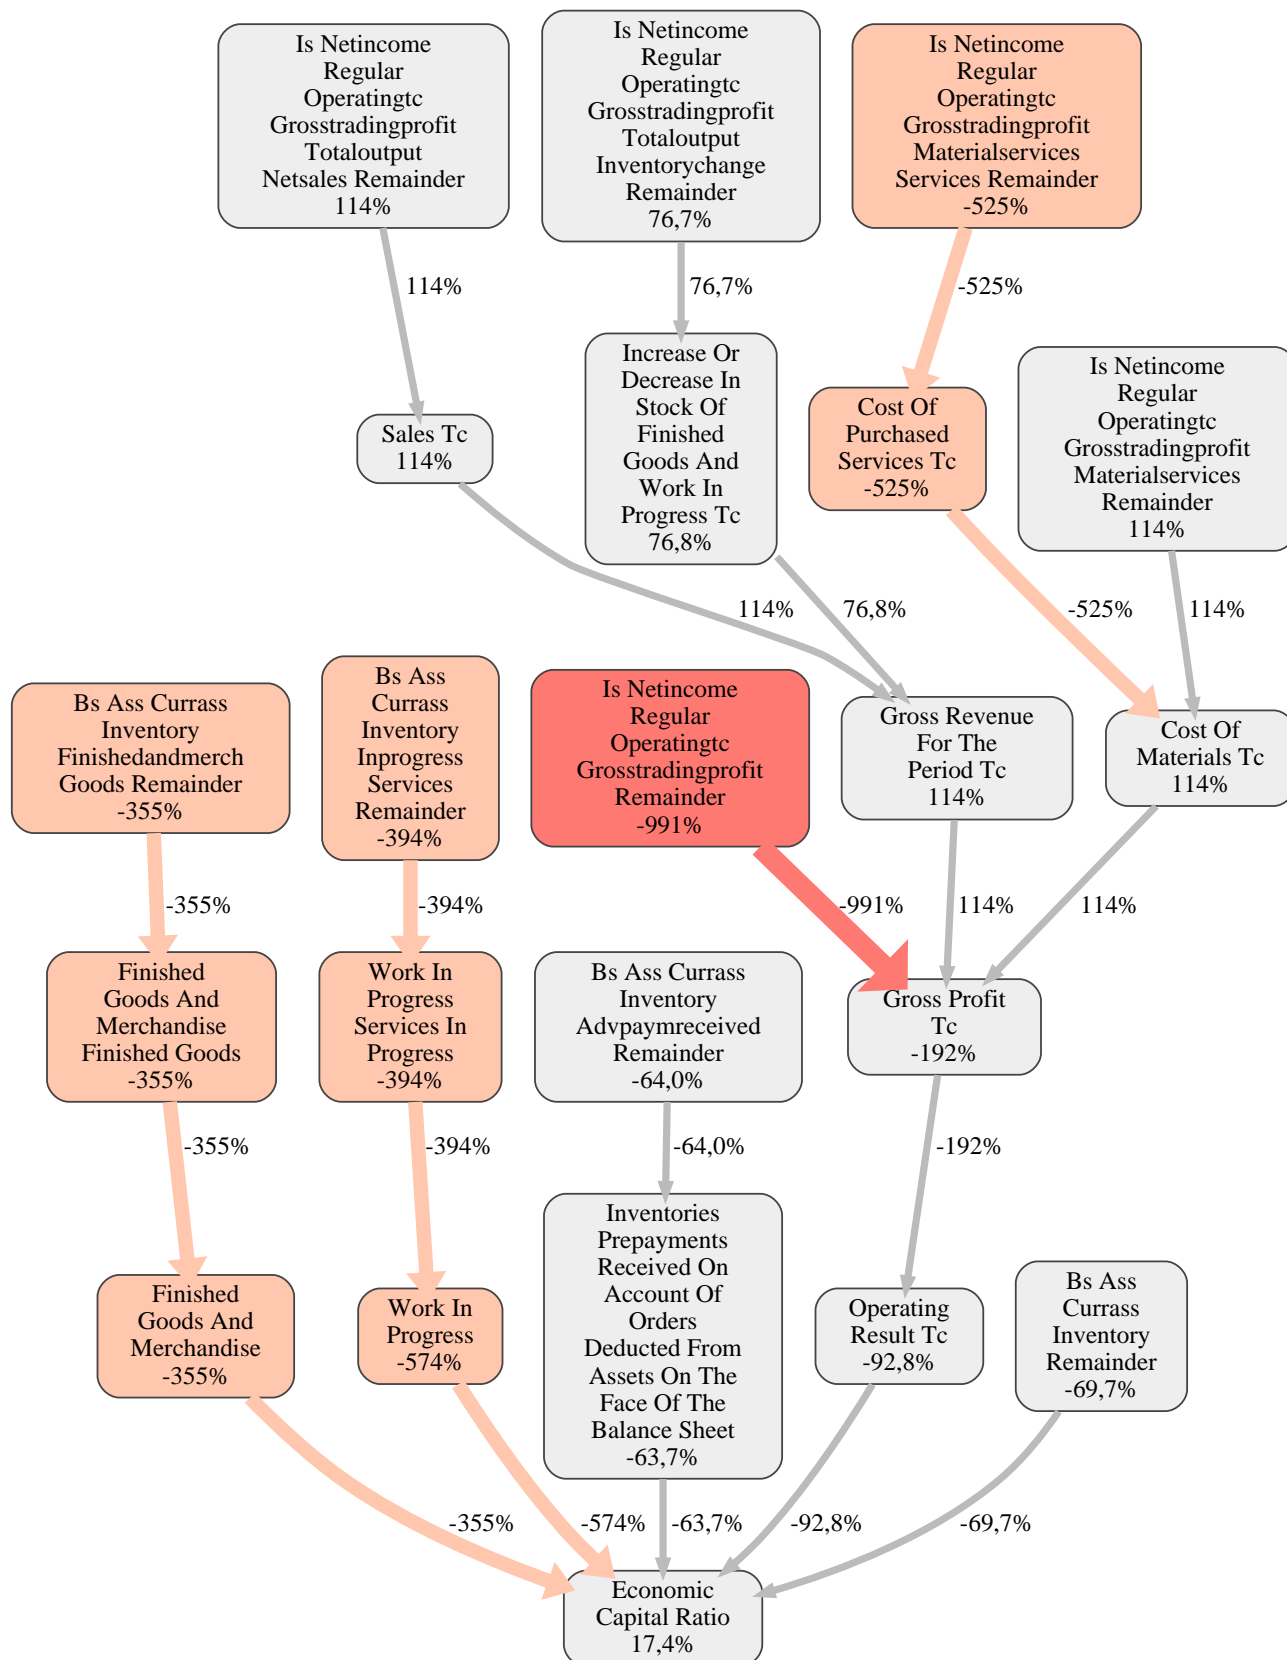 Is Netincome
Regular
Operatingtc
Grosstradingprofit
Totaloutput
Netsales Remainder
114%
Is Netincome
Regular
Operatingtc
Grosstradingprofit
Totaloutput
Inventorychange
Remainder
76,7%
Is Netincome
Regular
Operatingtc
Grosstradingprofit
Materialservices
Services Remainder
-525%
114%
76,7%
-525%
Sales Tc
114%
Increase Or
Decrease In
Stock Of
Finished
Goods And
Work In
Progress Tc
76,8%
Cost Of
Purchased
Services Tc
-525%
Is Netincome
Regular
Operatingtc
Grosstradingprofit
Materialservices
Remainder
114%
114%
76,8%
-525%
114%
Bs Ass Currass
Inventory
Finishedandmerch
Goods Remainder
-355%
Bs Ass
Currass
Inventory
Inprogress
Services
Remainder
-394%
Is Netincome
Regular
Operatingtc
Grosstradingprofit
Remainder
-991%
Gross Revenue
For The
Period Tc
114%
Cost Of
Materials Tc
114%
-355%
-394%
-991%
114%
114%
Finished
Goods And
Merchandise
Finished Goods
-355%
Work In
Progress
Services In
Progress
-394%
Bs Ass Currass
Inventory
Advpaymreceived
Remainder
-64,0%
Gross Profit
Tc
-192%
-355%
-394%
-64,0%
-192%
Finished
Goods And
Merchandise
-355%
Work In
Progress
-574%
Inventories
Prepayments
Received On
Account Of
Orders
Deducted From
Assets On The
Face Of The
Balance Sheet
-63,7%
Operating
Result Tc
-92,8%
Bs Ass
Currass
Inventory
Remainder
-69,7%
-355%
-574%
-63,7%
-92,8%
-69,7%
Economic
Capital Ratio
17,4%